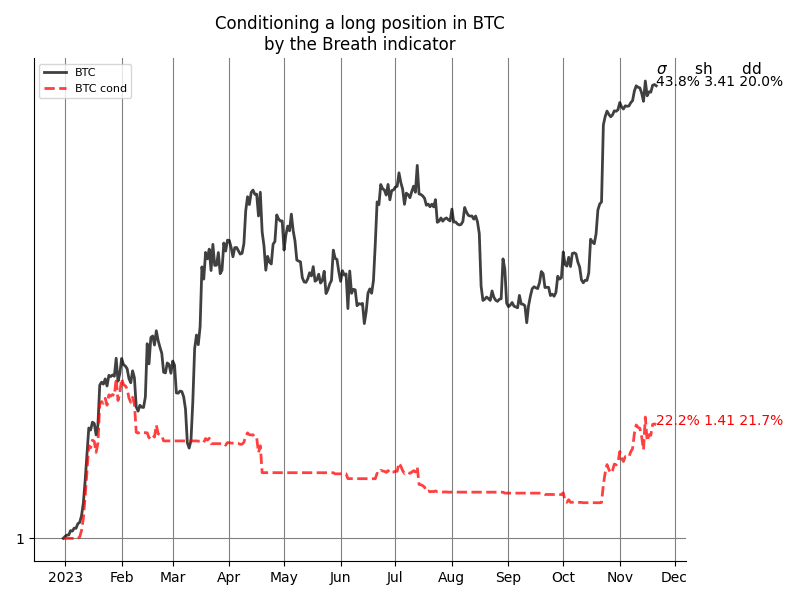 Conditioning a long position in BTC
by the Breath indicator
BTC
BTC cond
σ sh dd
43.8% 3.41 20.0%
22.2% 1.41 21.7%
1
2023 Feb Mar Apr May Jun Jul Aug Sep Oct Nov Dec